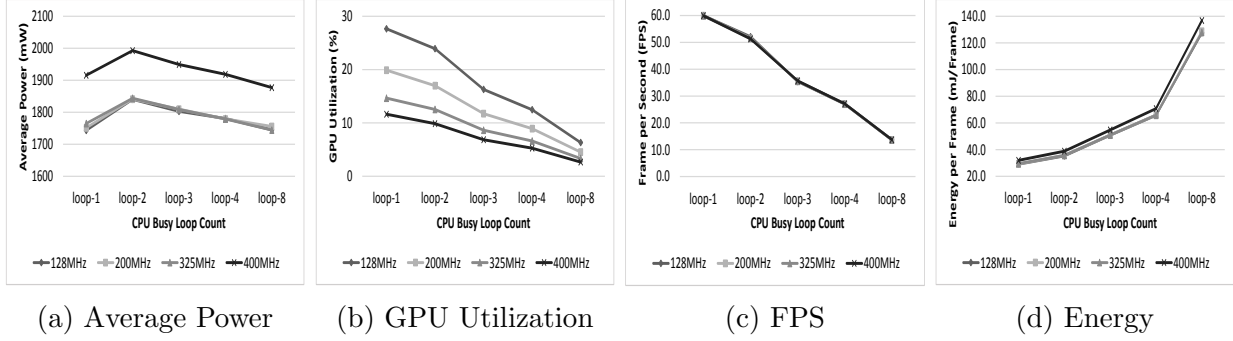 Average Power (mW)
2100
2000
1900
1800
1700
1600
loop-1 loop-2 loop-3 loop-4 loop-8
CPU Busy Loop Count
128MHz 200MHz 325MHz 400MHz
(a) Average Power
GPU Utilization (%)
30
20
10
0
loop-1 loop-2 loop-3 loop-4 loop-8
CPU Busy Loop Count
128MHz 200MHz 325MHz 400MHz
(b) GPU Utilization
Frame per Second (FPS)
60.0
50.0
40.0
30.0
20.0
10.0
0.0
loop-1 loop-2 loop-3 loop-4 loop-8
CPU Busy Loop Count
128MHz 200MHz 325MHz 400MHz
(c) FPS
Energy per Frame (mJ/Frame)
140.0
120.0
100.0
80.0
60.0
40.0
20.0
loop-1 loop-2 loop-3 loop-4 loop-8
CPU Busy Loop Count
128MHz 200MHz 325MHz 400MHz
(d) Energy